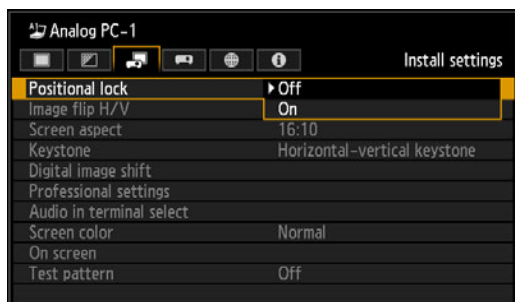 Analog PC-1
Install settings
Positional lock Off
Image flip H/V On
Screen aspect 16:10
Keystone Horizontal-vertical keystone
Digital image shift
Professional settings
Audio in terminal select
Screen color Normal
On screen
Test pattern Off